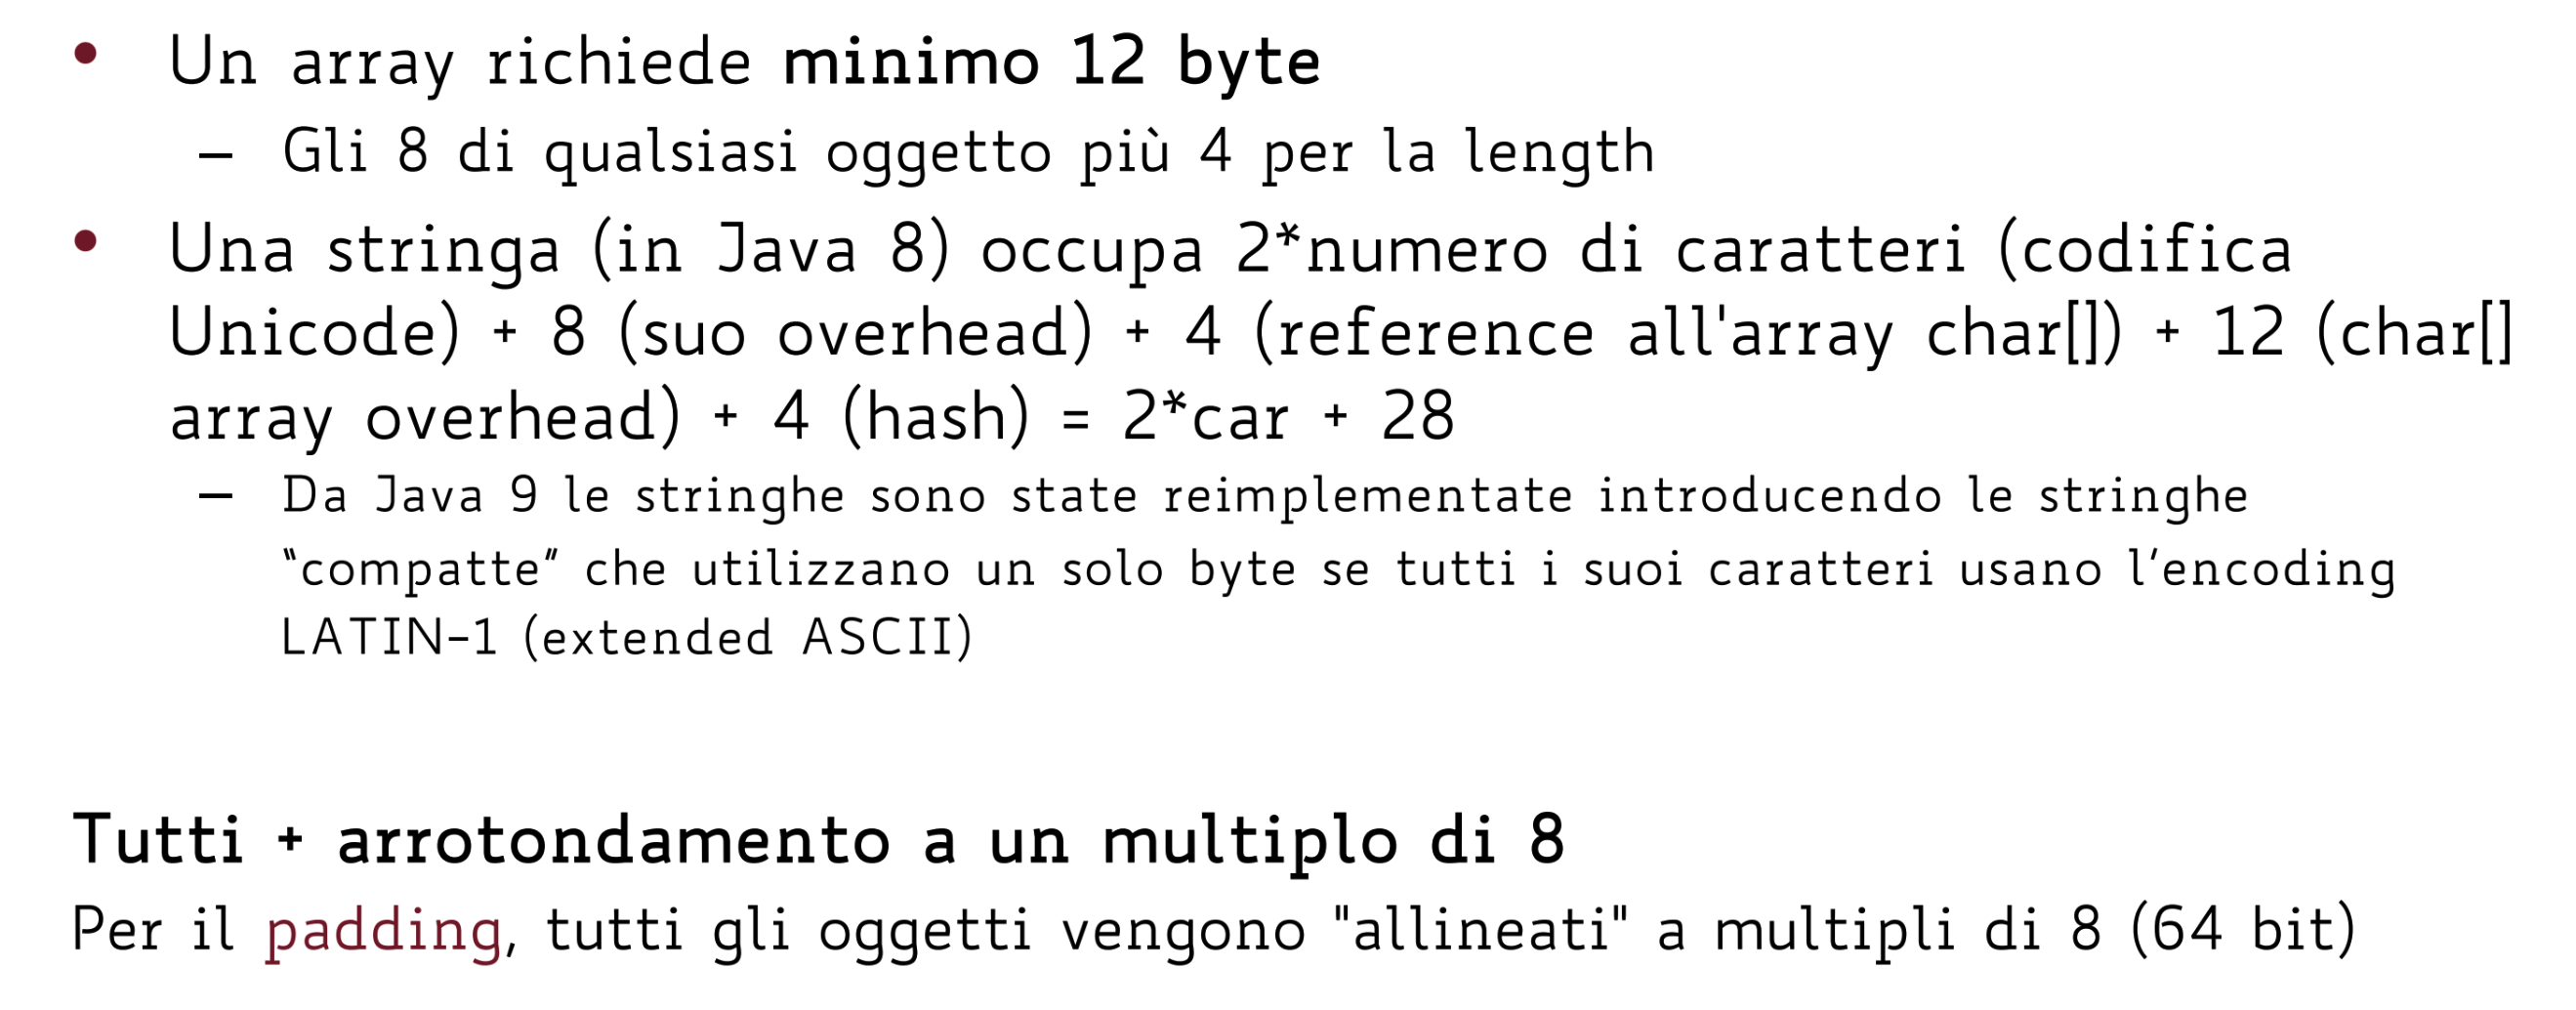 • Un array richiede minimo 12 byte
– Gli 8 di qualsiasi oggetto più 4 per la length
• Una stringa (in Java 8) occupa 2*numero di caratteri (codifica
Unicode) + 8 (suo overhead) + 4 (reference all'array char[]) + 12 (char[]
array overhead) + 4 (hash) = 2*car + 28
– Da Java 9 le stringhe sono state reimplementate introducendo le stringhe
“compatte” che utilizzano un solo byte se tutti i suoi caratteri usano l’encoding
LATIN-1 (extended ASCII)
Tutti + arrotondamento a un multiplo di 8
Per il padding, tutti gli oggetti vengono "allineati" a multipli di 8 (64 bit)